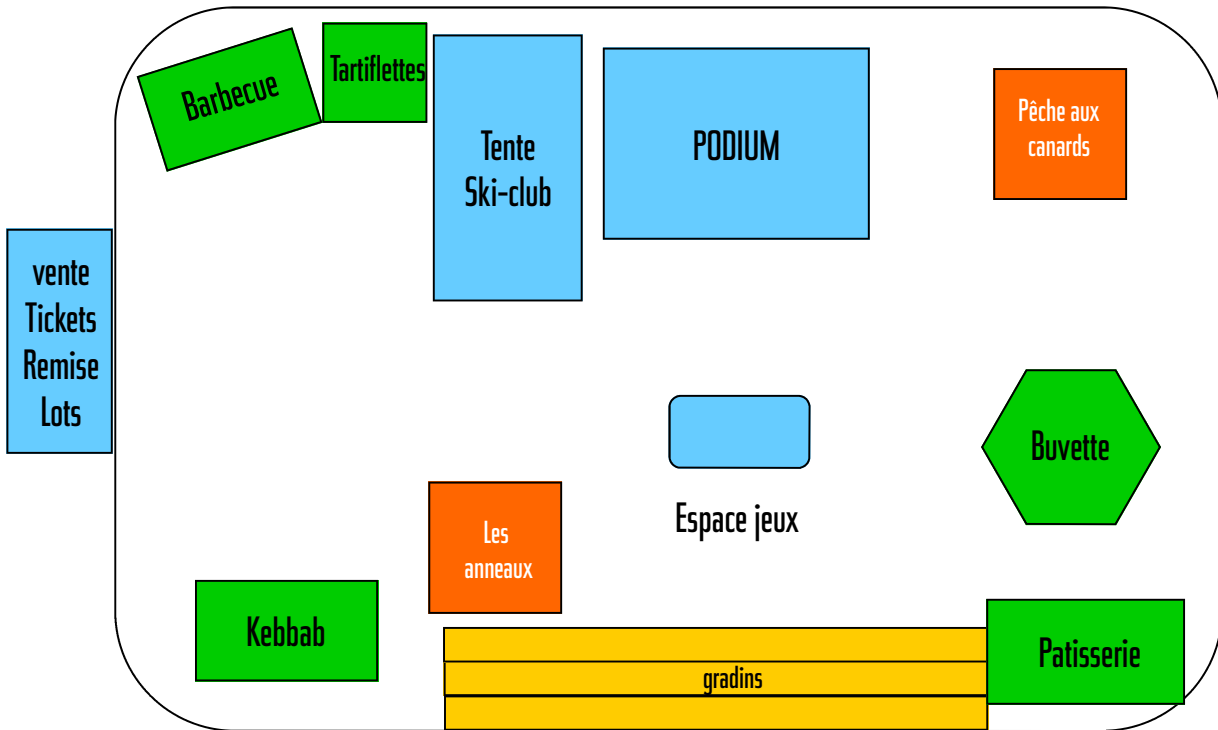 Barbecue
Tartiflettes
Tente
Ski-club
PODIUM
Pêche aux
canards
vente
Tickets
Remise
Lots
Buvette
Espace jeux
Les
anneaux
Kebbab
gradins
Patisserie